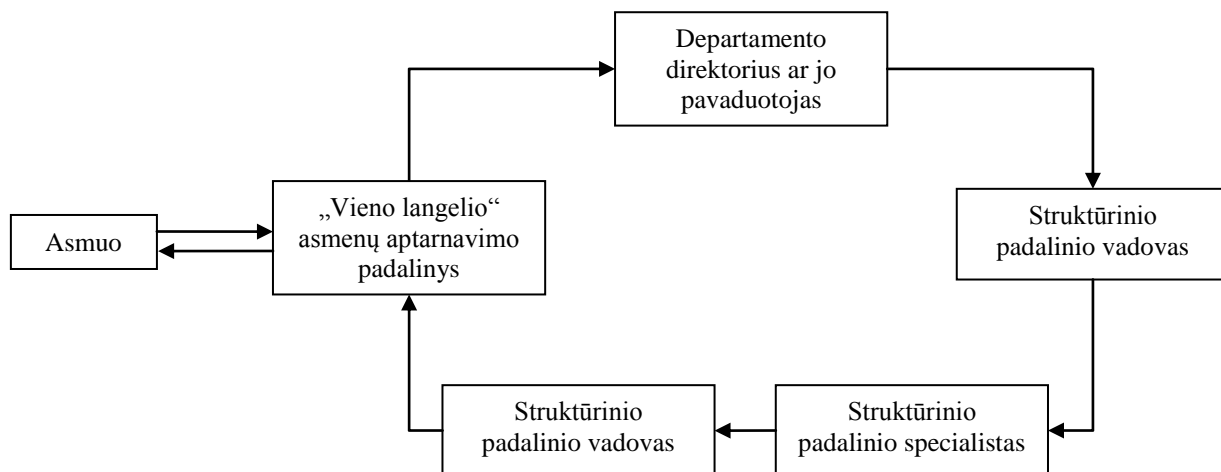 Departamento
direktorius ar jo
pavaduotojas
„Vieno langelio“
asmenų aptarnavimo
padalinys
Asmuo
Struktūrinio
padalinio vadovas
Struktūrinio
padalinio vadovas
Struktūrinio
padalinio specialistas